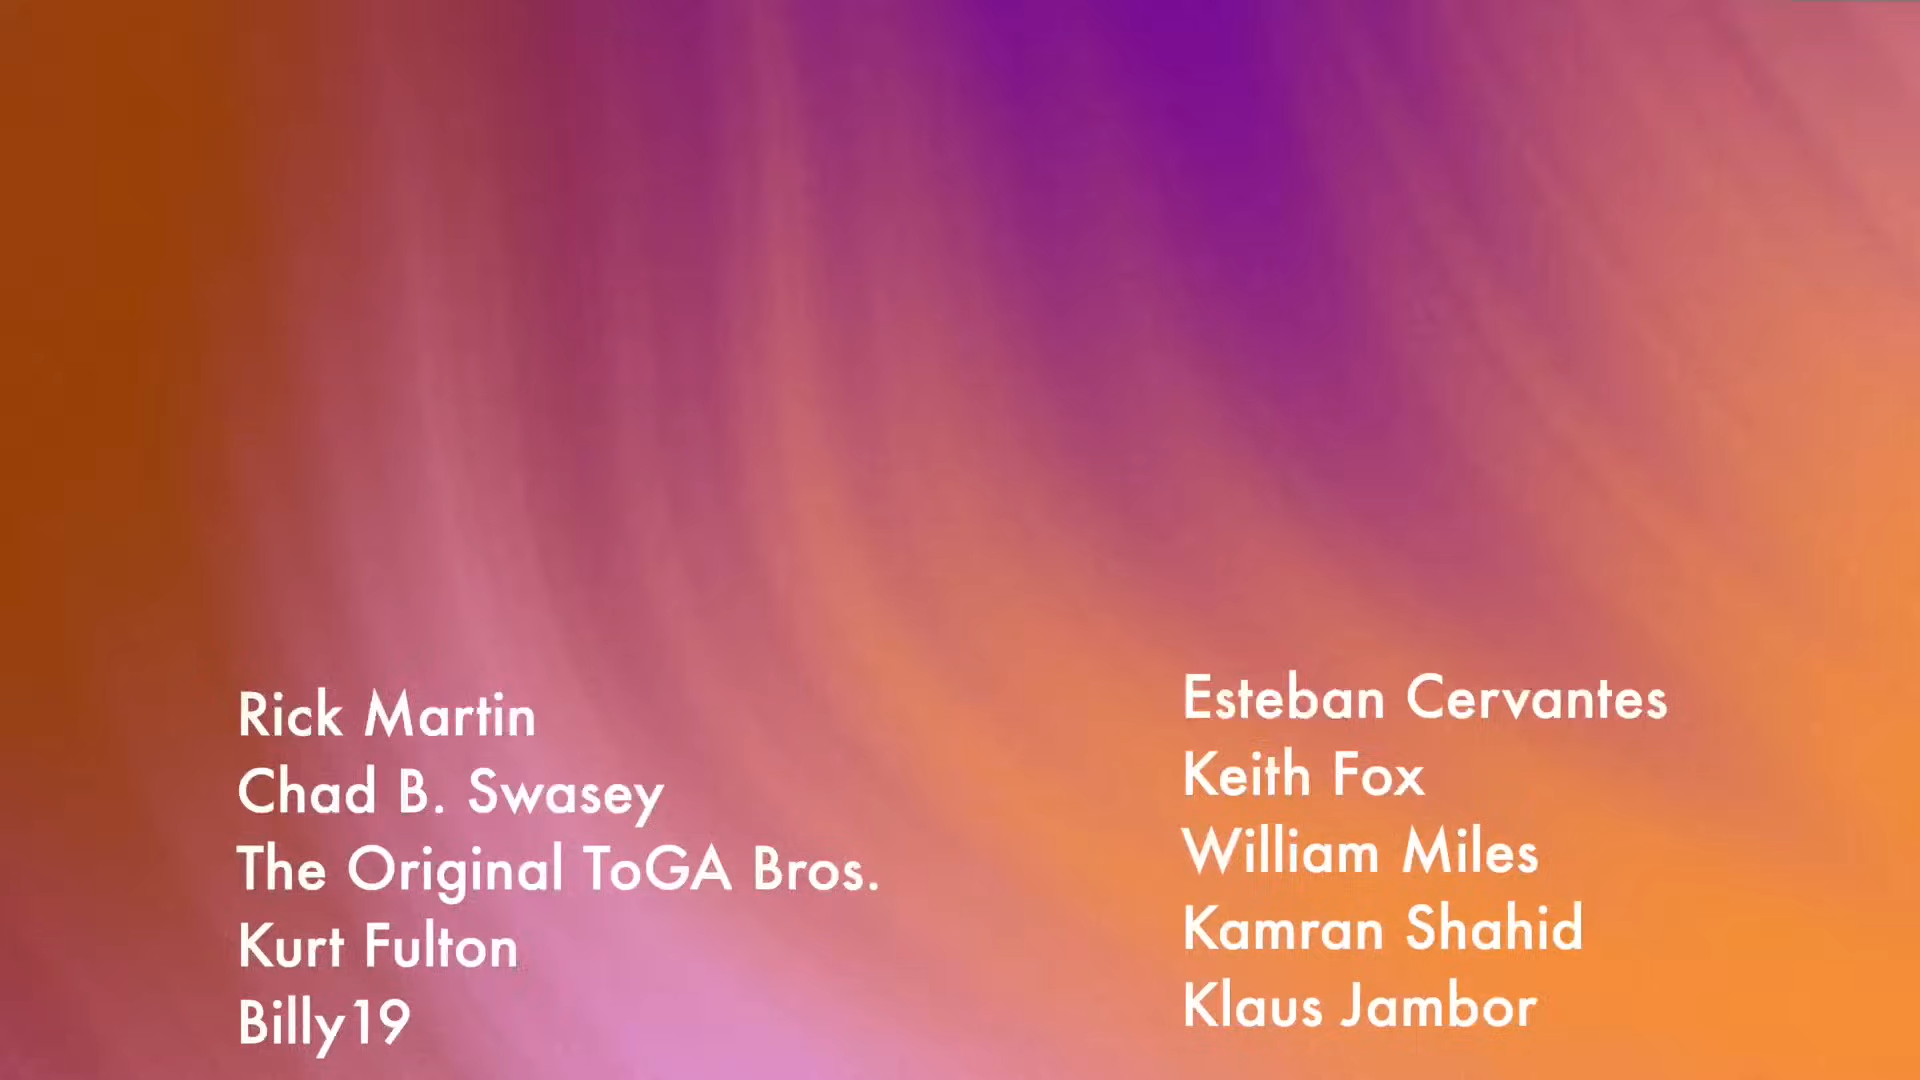 Rick Martin
Chad B. Swasey
The Original ToGA Bros.
Kurt Fulton
Billy19
Esteban Cervantes
Keith Fox
William Miles
Kamran Shahid
Klaus Jambor